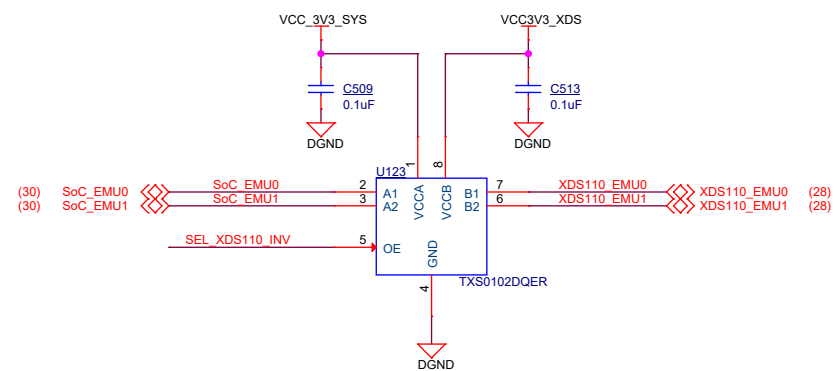 VCC_3V3_SYS VCC3V3_XDS
C509 C513
0.1uF 0.1uF
DGND DGND
1 8
U123
(30) SoC_EMU0 SoC_EMU0 2 A1 VCCA VCCB B1 7 XDS110_EMU0 XDS110_EMU0 (28)
(30) SoC_EMU1 SoC_EMU1 3 A2 B2 6 XDS110_EMU1 XDS110_EMU1 (28)
SEL_XDS110_INV 5 OE GND
4 TXS0102DQER
DGND